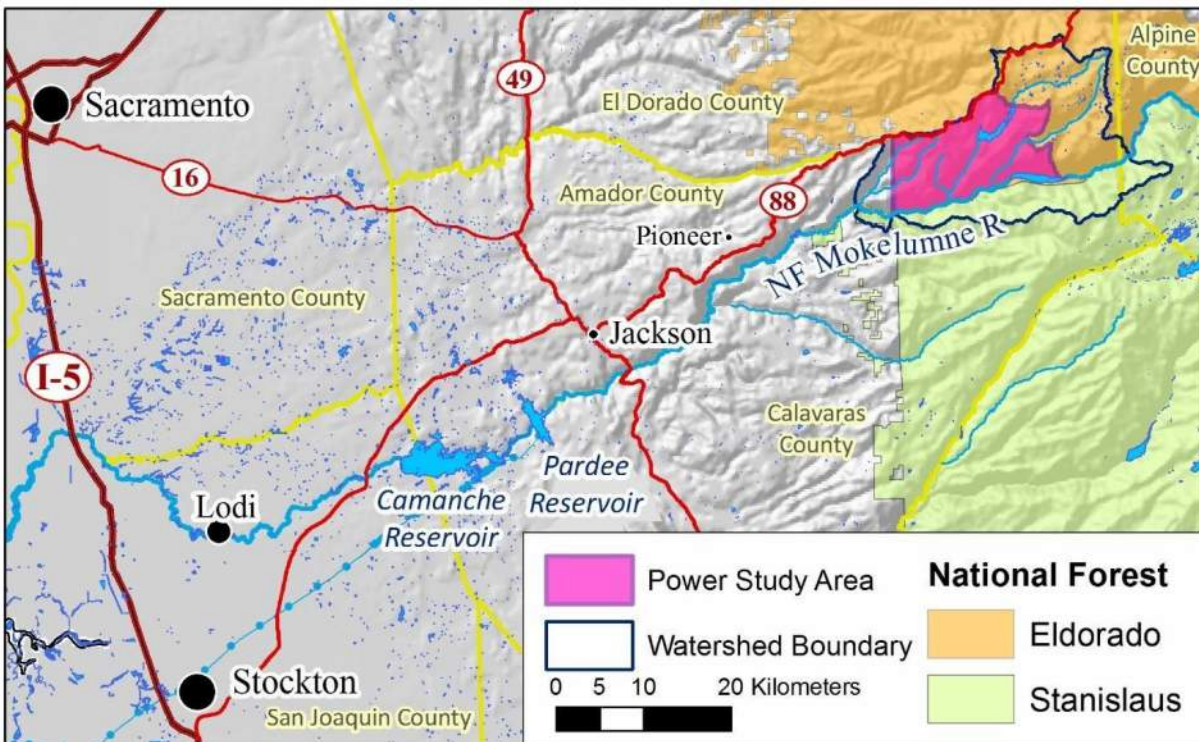 Alpine
County
49
Sacramento
El Dorado County
16
Amador County
88
Pioneer
NF Mokelumne R
Sacramento County
Jackson
I-5
Calavaras
County
Pardee
Reservoir
Camanche
Reservoir
Lodi
Stockton
San Joaquin County
Power Study Area
Watershed Boundary
0 5 10 20 Kilometers
National Forest
Eldorado
Stanislaus